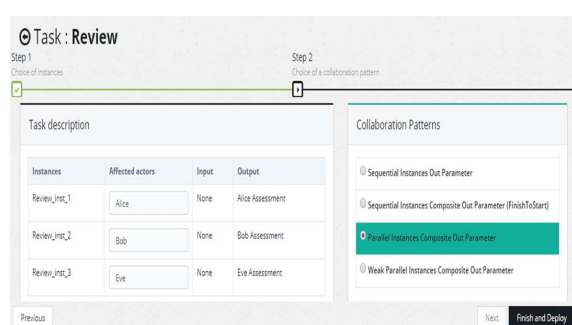 Task : Review
Step 1
Choice of instances
Step 2
Choice of a collaboration pattern
Task description
Instances Affected actors Input Output
Review_inst_1 Alice None Alice Assessment
Review_inst_2 Bob None Bob Assessment
Review_inst_3 Eve None Eve Assessment
Collaboration Patterns
Sequential Instances Out Parameter
Sequential Instances Composite Out Parameter (FinishToStart)
Parallel Instances Composite Out Parameter
Weak Parallel Instances Composite Out Parameter
Previous
Next
Finish and Deploy